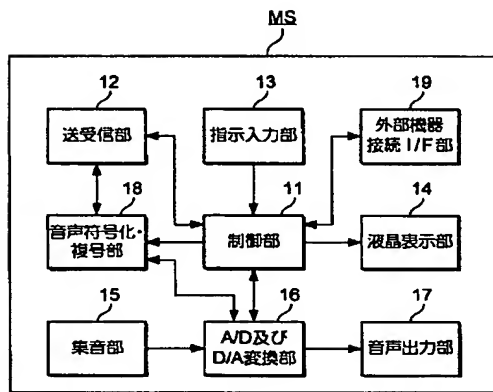 MS
12
送受信部
13
指示入力部
19
外部機器
接続I/F部
18
音声符号化・
複号部
11
制御部
14
液晶表示部
15
集音部
16
A/D及び
D/A変換部
17
音声出力部